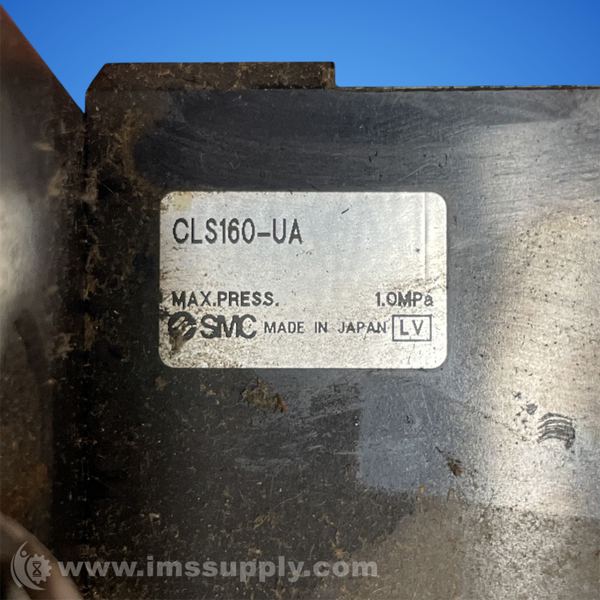 CLS160-UA
MAX.PRESS. 1.0MPa
SMC MADE IN JAPAN LV
www.imssupply.com